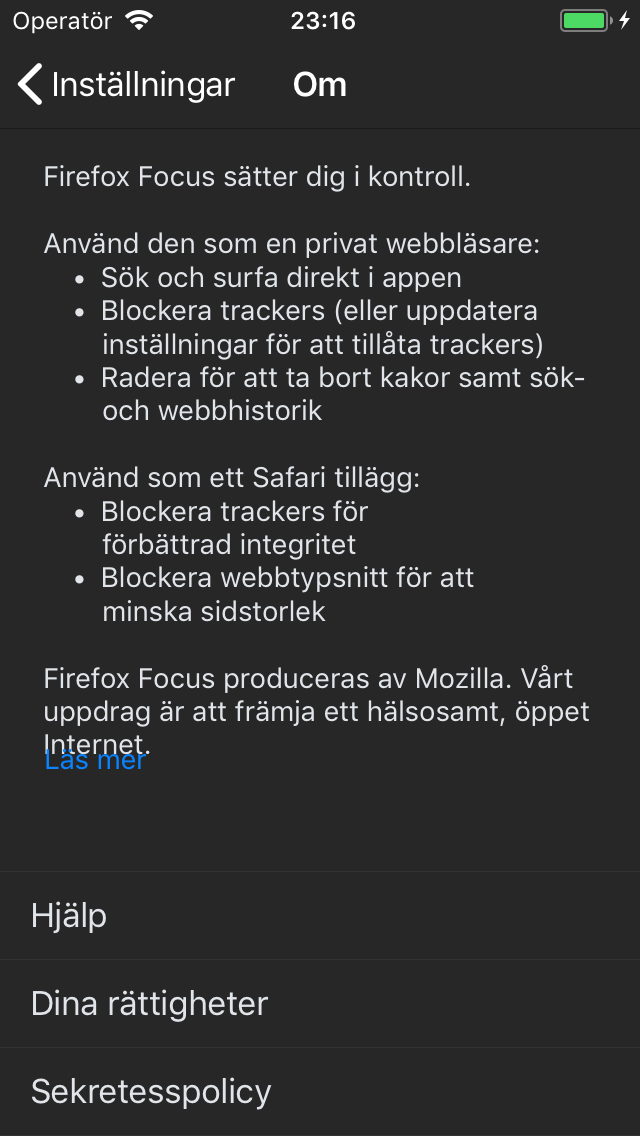 Operatör 23:16
Inställningar Om
Firefox Focus sätter dig i kontroll.
Använd den som en privat webbläsare:
• Sök och surfa direkt i appen
• Blockera trackers (eller uppdatera
inställningar för att tillåta trackers)
• Radera för att ta bort kakor samt sök-
och webbhistorik
Använd som ett Safari tillägg:
• Blockera trackers för
förbättrad integritet
• Blockera webbtypsnitt för att
minska sidstorlek
Firefox Focus produceras av Mozilla. Vårt
uppdrag är att främja ett hälsosamt, öppet
Internet.
Läs mer
Hjälp
Dina rättigheter
Sekretesspolicy